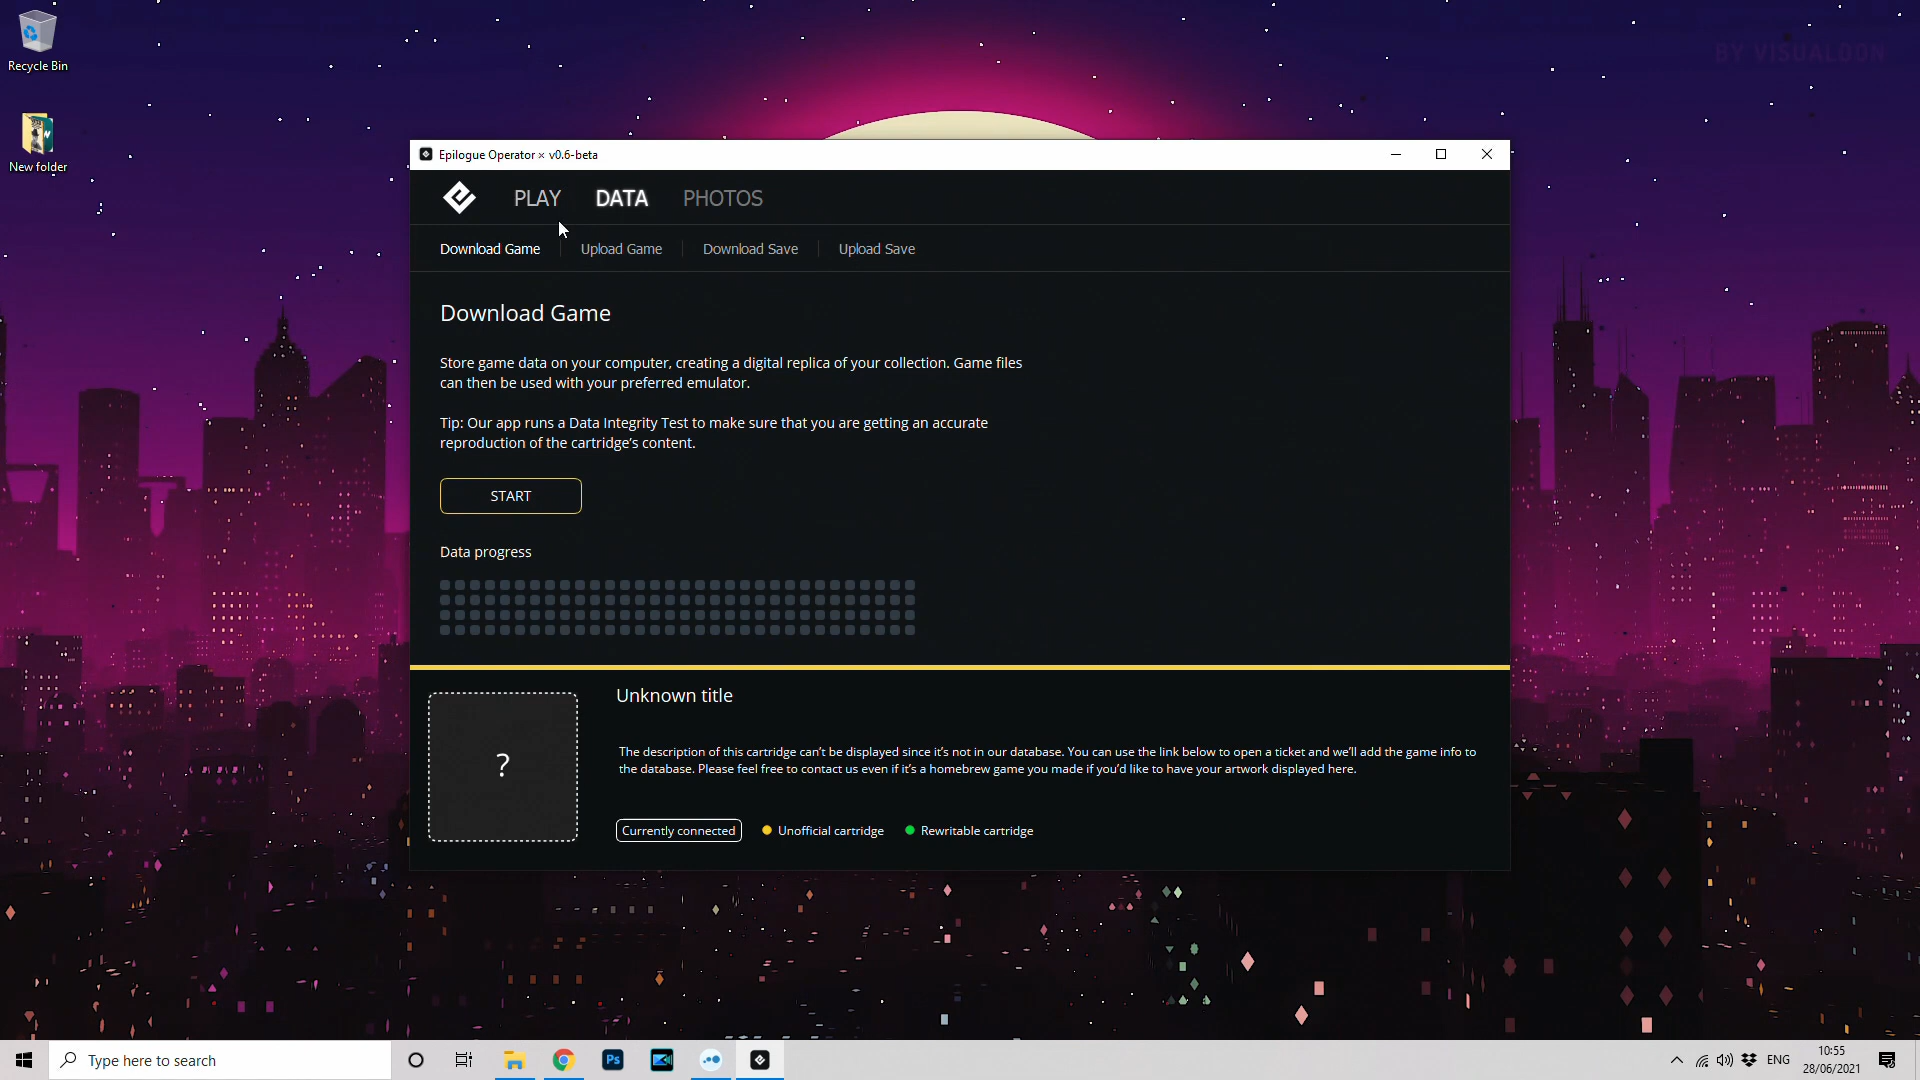 Recycle Bin
New folder
BY VISUALOON
Epilogue Operator × v0.6-beta
PLAY DATA PHOTOS
Download Game Upload Game Download Save Upload Save
Download Game
Store game data on your computer, creating a digital replica of your collection. Game files
can then be used with your preferred emulator.
Tip: Our app runs a Data Integrity Test to make sure that you are getting an accurate
reproduction of the cartridge's content.
START
Data progress
?
Unknown title
The description of this cartridge can't be displayed since it's not in our database. You can use the link below to open a ticket and we'll add the game info to
the database. Please feel free to contact us even if it's a homebrew game you made if you'd like to have your artwork displayed here.
Currently connected Unofficial cartridge Rewritable cartridge
Type here to search
Ps
ENG
10:55
28/06/2021